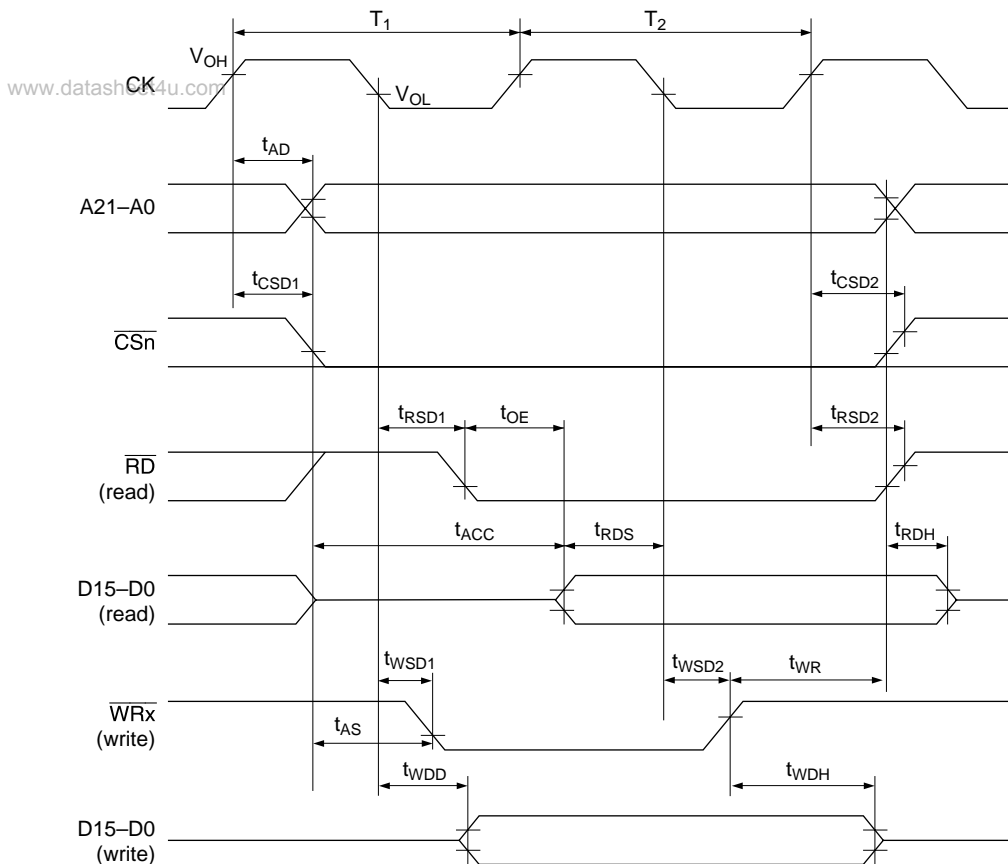 T1 T2
VOH
www.datasheet4u.com
CK
VOL
tAD
A21–A0
tCSD1 tCSD2
CSn
tRSD1 tOE tRSD2
RD
(read)
tACC tRDS tRDH
D15–D0
(read)
tWSD1 tWSD2 tWR
WRx
tAS
(write)
tWDD tWDH
D15–D0
(write)